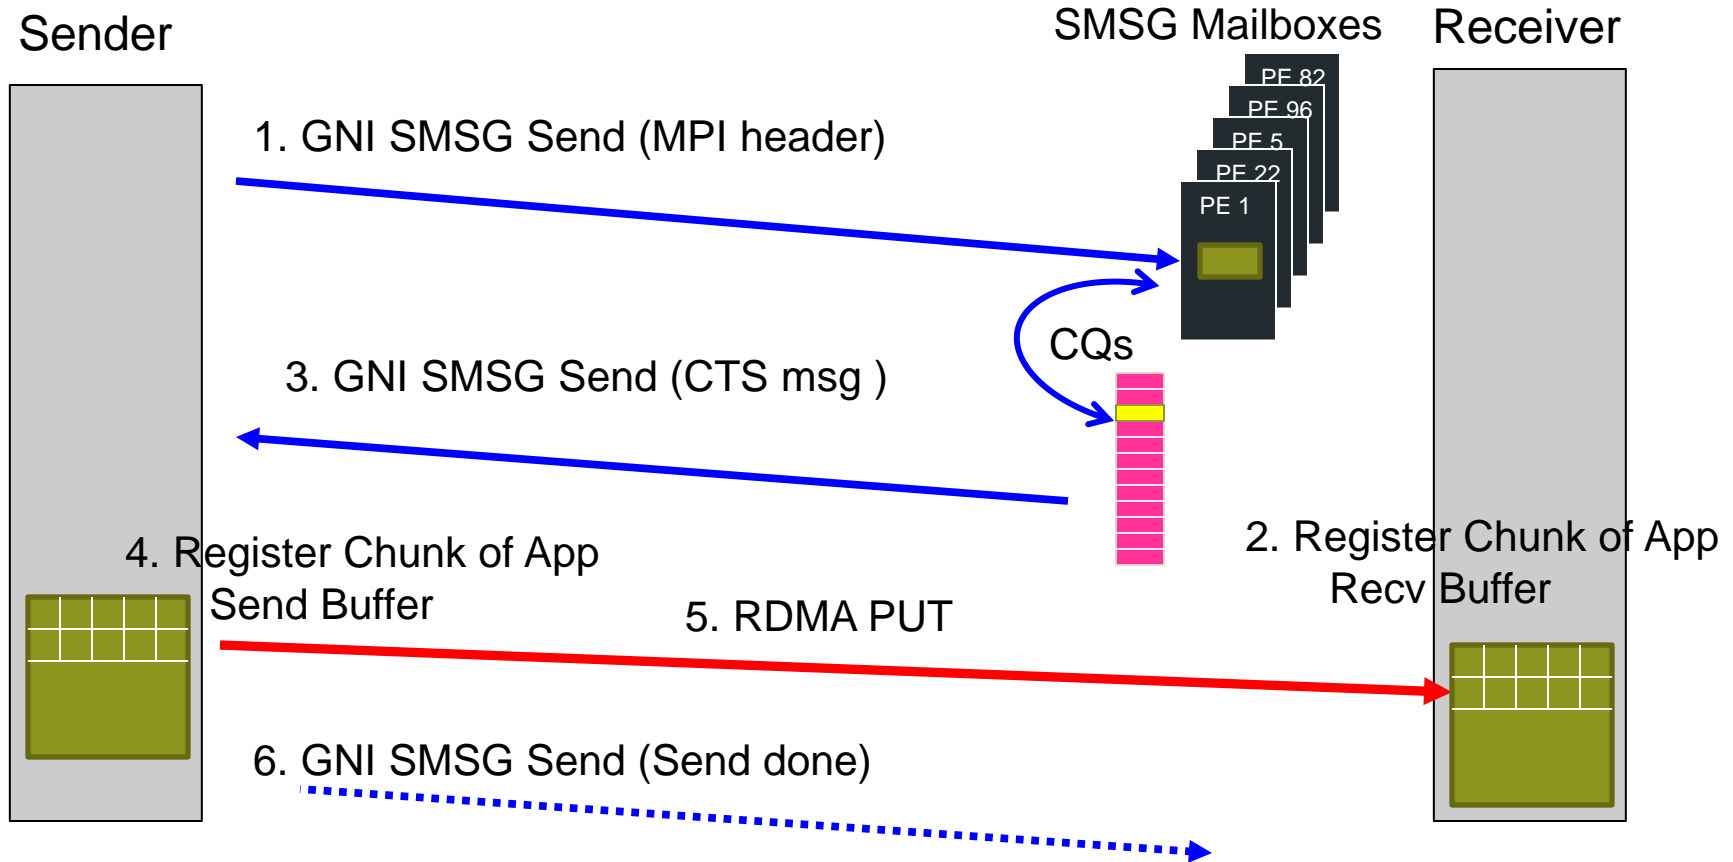 Sender
SMSG Mailboxes
Receiver
PE 82
PE 96
PE 5
PE 22
PE 1
1. GNI SMSG Send (MPI header)
CQs
3. GNI SMSG Send (CTS msg )
2. Register Chunk of App
Recv Buffer
4. Register Chunk of App
Send Buffer
5. RDMA PUT
6. GNI SMSG Send (Send done)